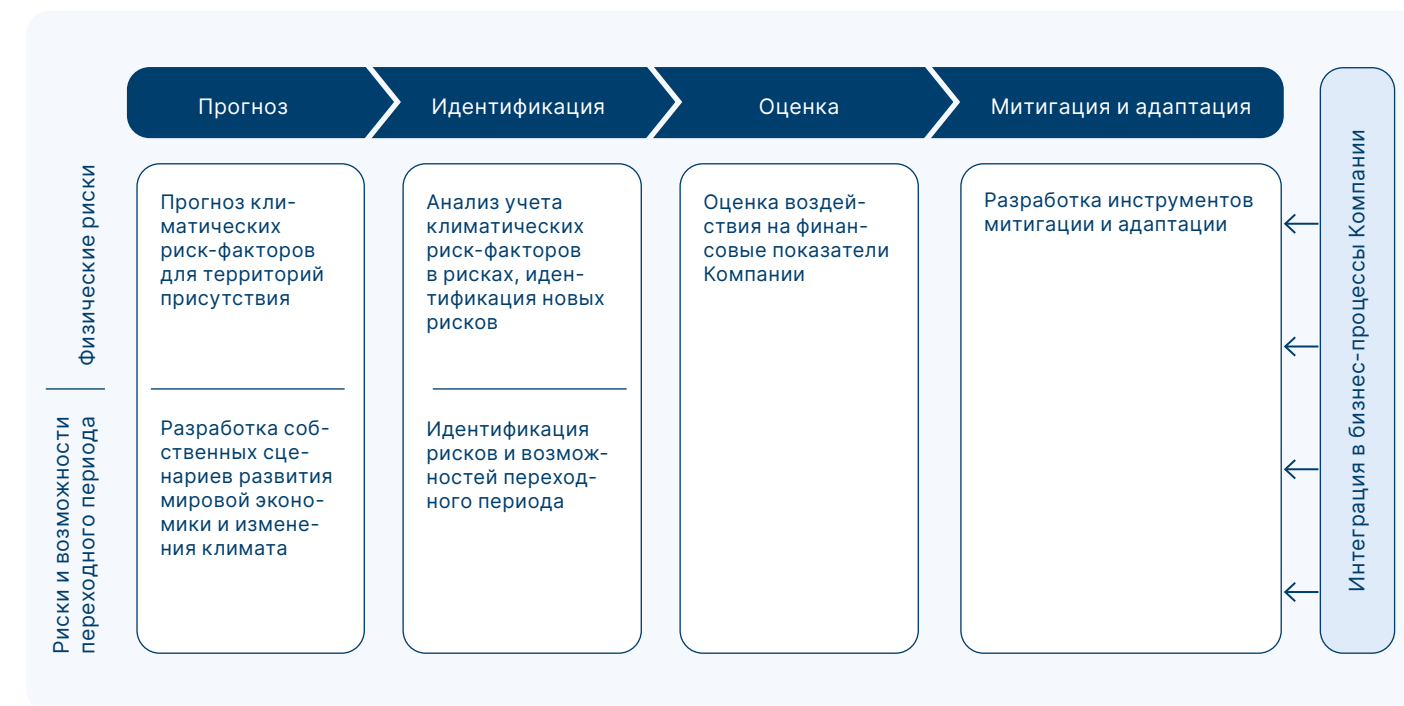 Прогноз
Идентификация
Оценка
Митигация и адаптация
Физические риски
Прогноз кли-
матических
риск-факторов
для территорий
присутствия
Анализ учета
климатических
риск-факторов
в рисках, иден-
тификация новых
рисков
Оценка воздей-
ствия на финан-
совые показатели
Компании
Разработка инструментов
митигации и адаптации
Риски и возможности
переходного периода
Разработка соб-
ственных сце-
нариев развития
мировой эконо-
мики и измене-
ния климата
Идентификация
рисков и возмож-
ностей переход-
ного периода
Интеграция в бизнес-процессы Компании